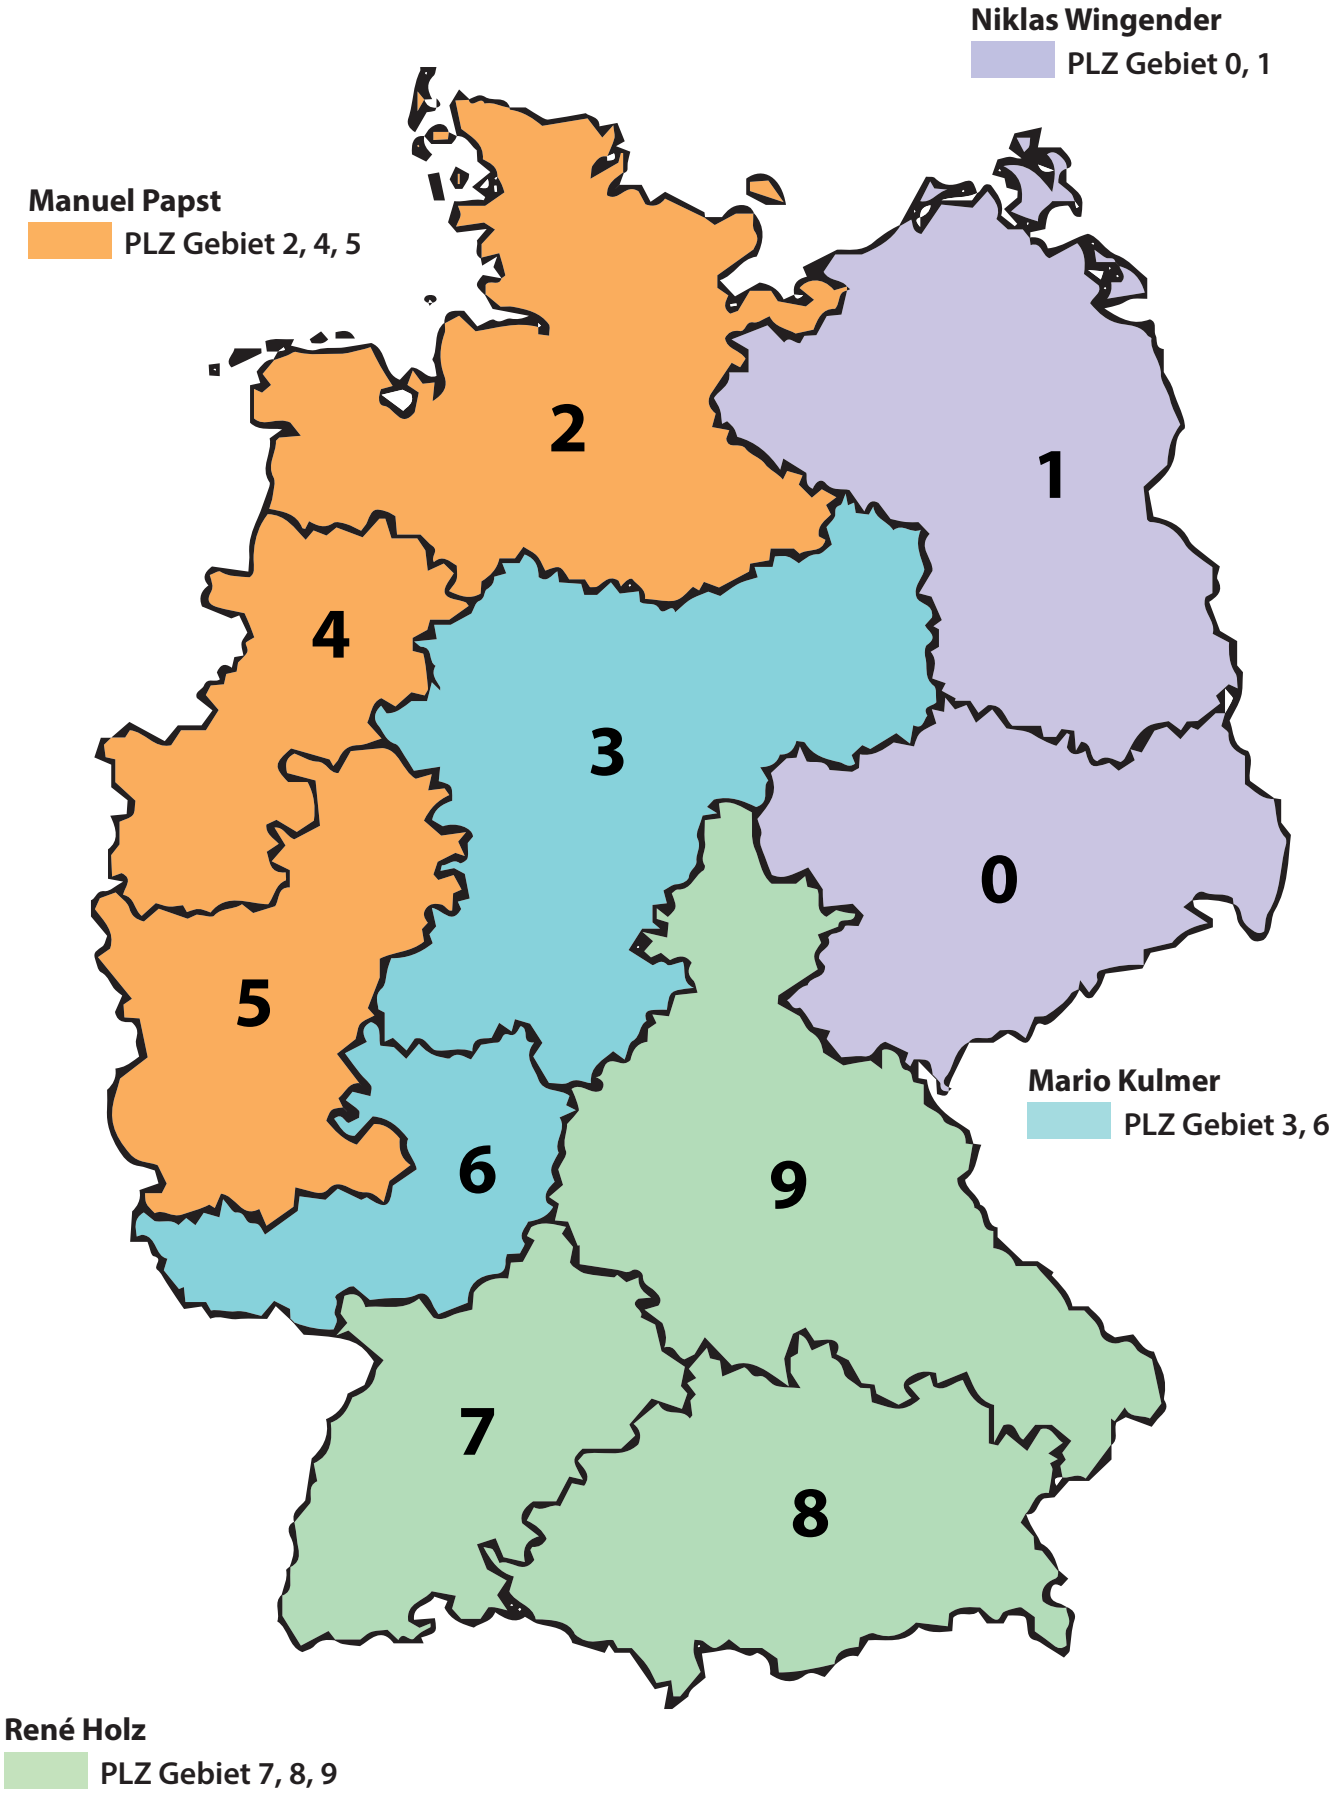 Niklas Wingender
PLZ Gebiet 0, 1
Manuel Papst
PLZ Gebiet 2, 4, 5
2
1
4
3
0
5
Mario Kulmer
PLZ Gebiet 3, 6
6
9
7
8
René Holz
PLZ Gebiet 7, 8, 9